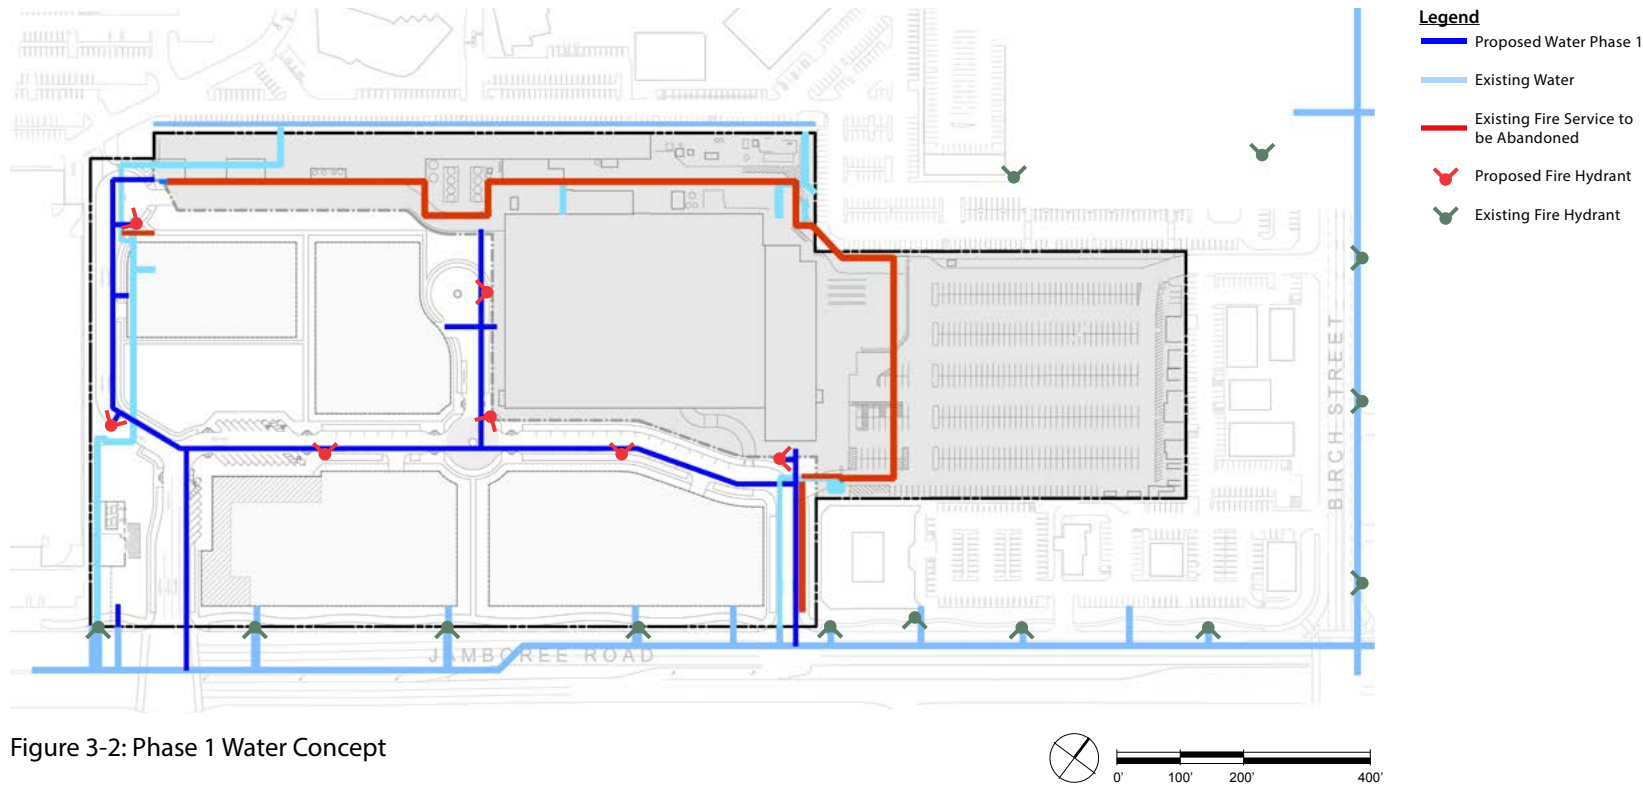 Legend
Proposed Water Phase 1
Existing Water
Existing Fire Service to
be Abandoned
Proposed Fire Hydrant
Existing Fire Hydrant
BIRCH STREET
JAMBOREE ROAD
Figure 3-2: Phase 1 Water Concept
0' 100' 200' 400'